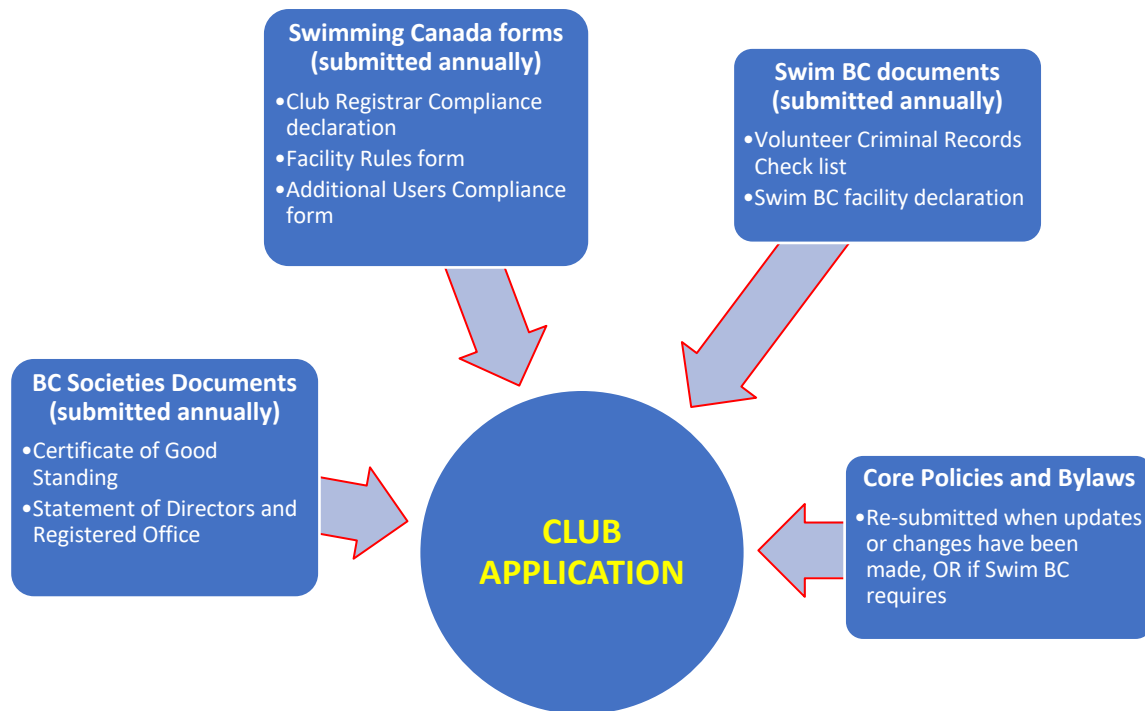 Swimming Canada forms
(submitted annually)
•Club Registrar Compliance
declaration
•Facility Rules form
•Additional Users Compliance
form
Swim BC documents
(submitted annually)
•Volunteer Criminal Records
Check list
•Swim BC facility declaration
BC Societies Documents
(submitted annually)
•Certificate of Good
Standing
•Statement of Directors and
Registered Office
CLUB
APPLICATION
Core Policies and Bylaws
•Re-submitted when updates
or changes have been
made, OR if Swim BC
requires